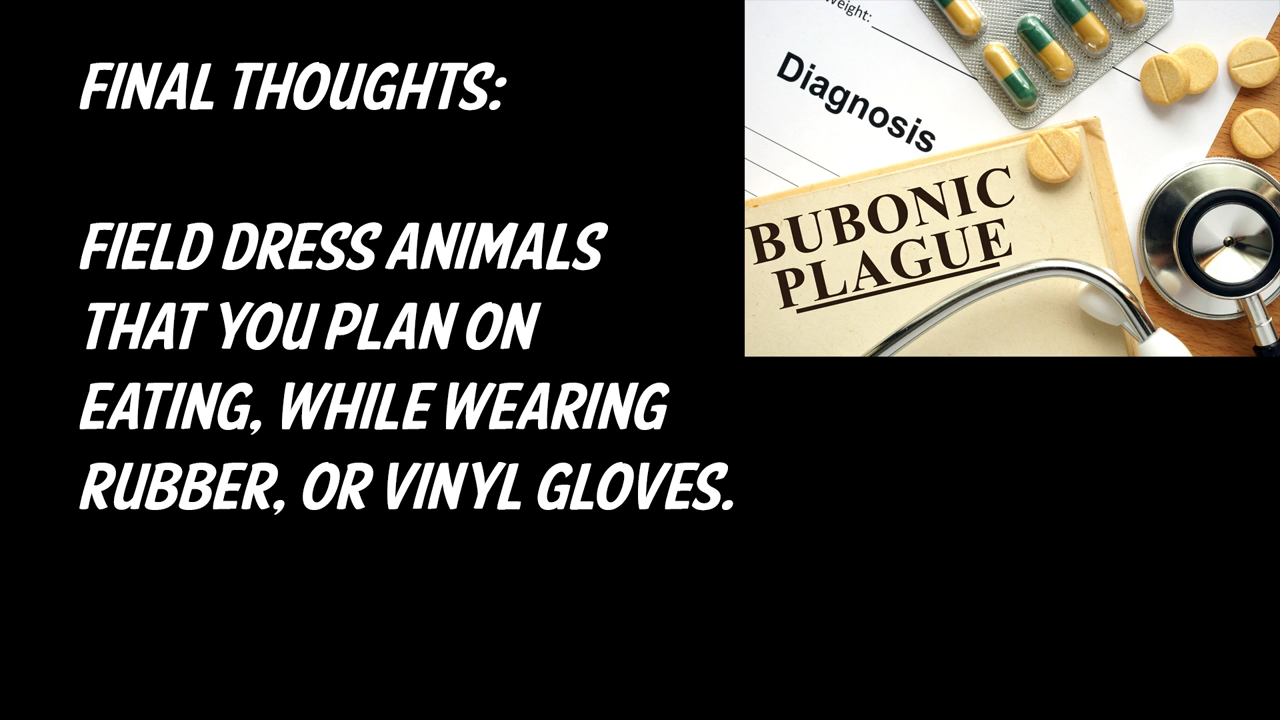 FINAL THOUGHTS:
FIELD DRESS ANIMALS
THAT YOU PLAN ON
EATING, WHILE WEARING
RUBBER, OR VINYL GLOVES.
Weight:
Diagnosis
BUBONIC
PLAGUE